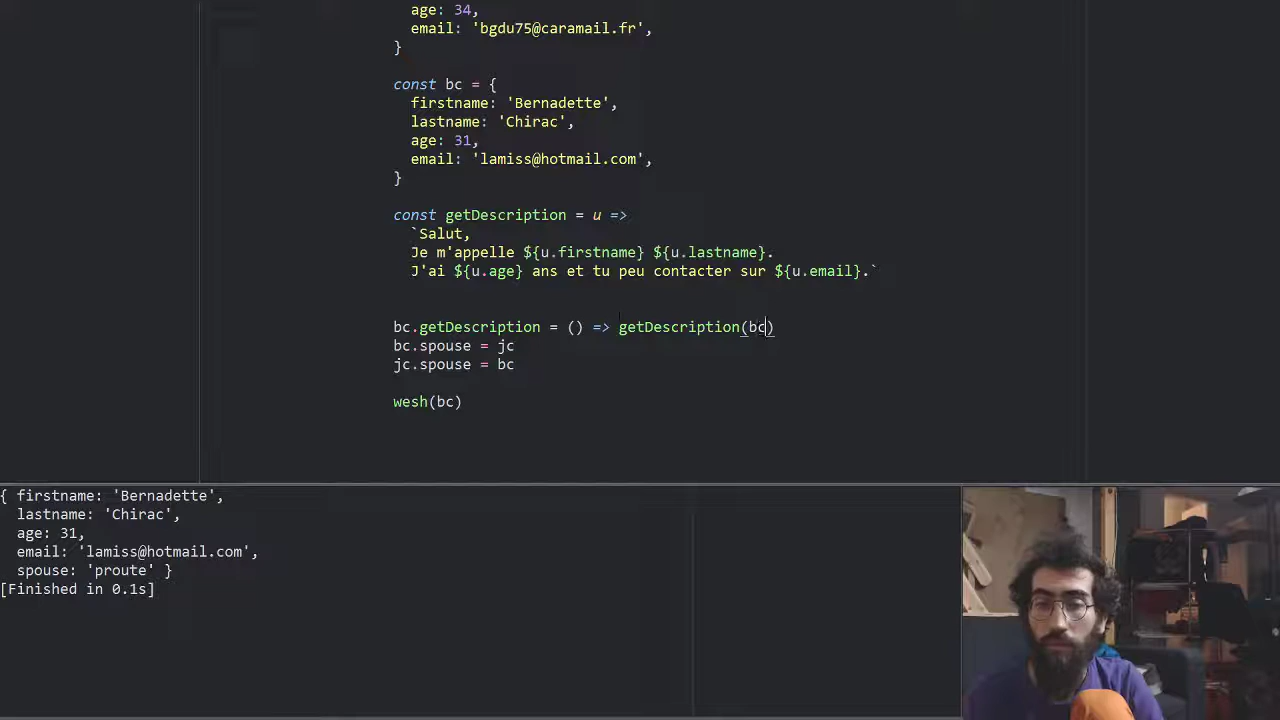 age: 34,
email: 'bgdu75@caramail.fr',
}
const bc = {
firstname: 'Bernadette',
lastname: 'Chirac',
age: 31,
email: 'lamiss@hotmail.com',
}
const getDescription = u =>
`Salut,
Je m'appelle ${u.firstname} ${u.lastname}.
J'ai ${u.age} ans et tu peu contacter sur ${u.email}.`
bc.getDescription = () => getDescription(bc)
bc.spouse = jc
jc.spouse = bc
wesh(bc)
{ firstname: 'Bernadette',
lastname: 'Chirac',
age: 31,
email: 'lamiss@hotmail.com',
spouse: 'proute' }
[Finished in 0.1s]